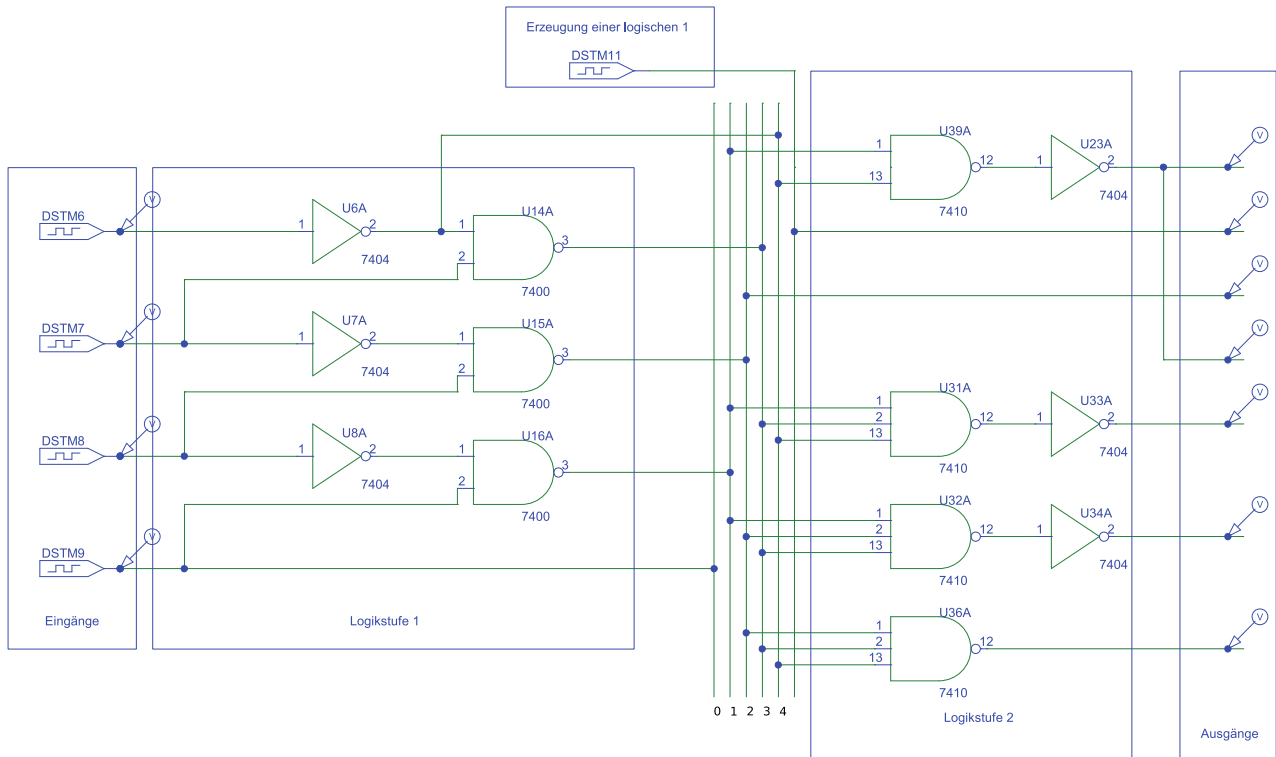 Erzeugung einer logischen 1
DSTM11
U39A
1
13
12
7410
U23A
1
2
7404
V
V
V
V
DSTM6
V
1
U6A
2
7404
U14A
1
2
3
7400
DSTM7
V
1
U7A
2
7404
U15A
1
2
3
7400
U31A
1
2
13
12
7410
U33A
1
2
7404
V
DSTM8
V
1
U8A
2
7404
U16A
1
2
3
7400
U32A
1
2
13
12
7410
U34A
1
2
7404
V
DSTM9
V
U36A
1
2
13
12
7410
V
Eingänge
Logikstufe 1
0 1 2 3 4
Logikstufe 2
Ausgänge